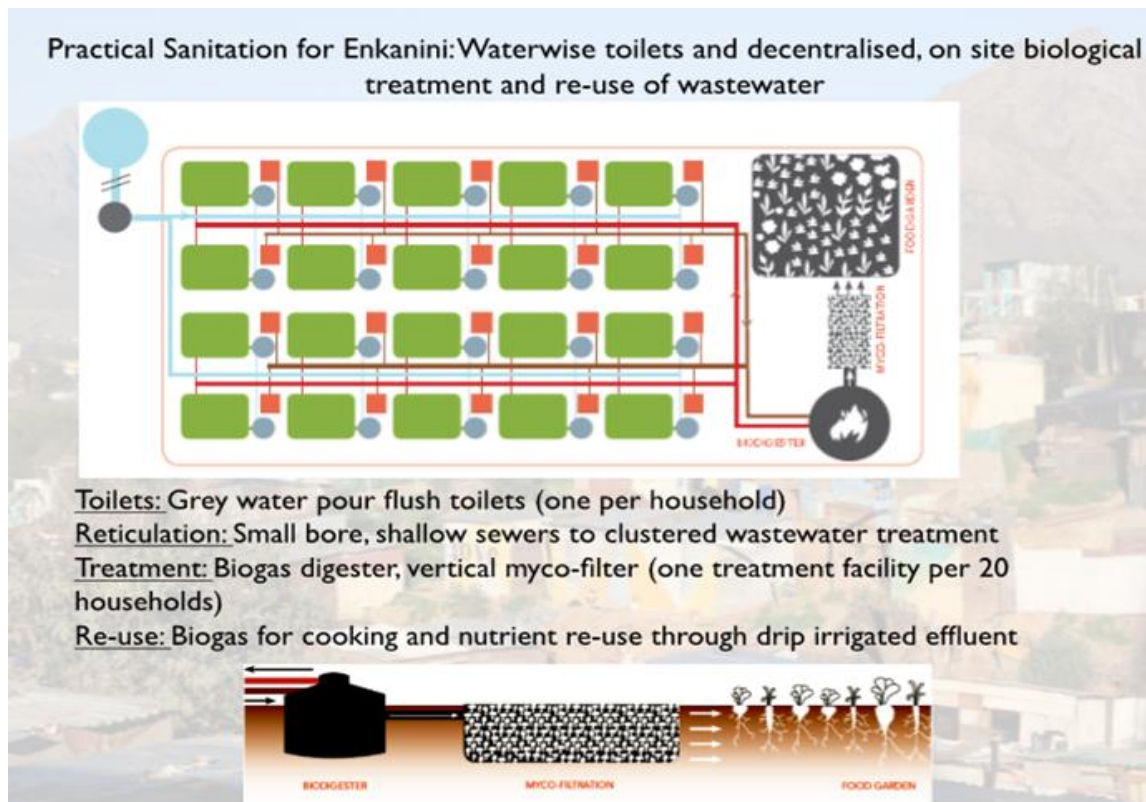 Practical Sanitation for Enkanini: Waterwise toilets and decentralised, on site biological
treatment and re-use of wastewater
FOOD GARDEN
MYCO-FILTRATION
BIODIGESTER
Toilets: Grey water pour flush toilets (one per household)
Reticulation: Small bore, shallow sewers to clustered wastewater treatment
Treatment: Biogas digester, vertical myco-filter (one treatment facility per 20
households)
Re-use: Biogas for cooking and nutrient re-use through drip irrigated effluent
BIODIGESTER
MYCO-FILTRATION
FOOD GARDEN